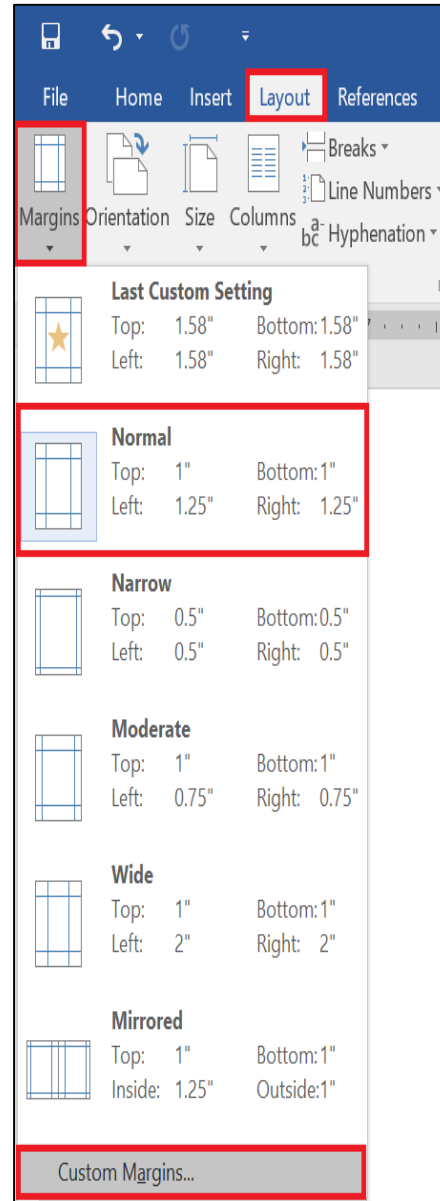 File Home Insert Layout References
Margins Orientation Size Columns
Breaks
Line Numbers
Hyphenation
Last Custom Setting
Top: 1.58" Bottom: 1.58"
Left: 1.58" Right: 1.58"
Normal
Top: 1" Bottom: 1"
Left: 1.25" Right: 1.25"
Narrow
Top: 0.5" Bottom: 0.5"
Left: 0.5" Right: 0.5"
Moderate
Top: 1" Bottom: 1"
Left: 0.75" Right: 0.75"
Wide
Top: 1" Bottom: 1"
Left: 2" Right: 2"
Mirrored
Top: 1" Bottom: 1"
Inside: 1.25" Outside: 1"
Custom Margins...